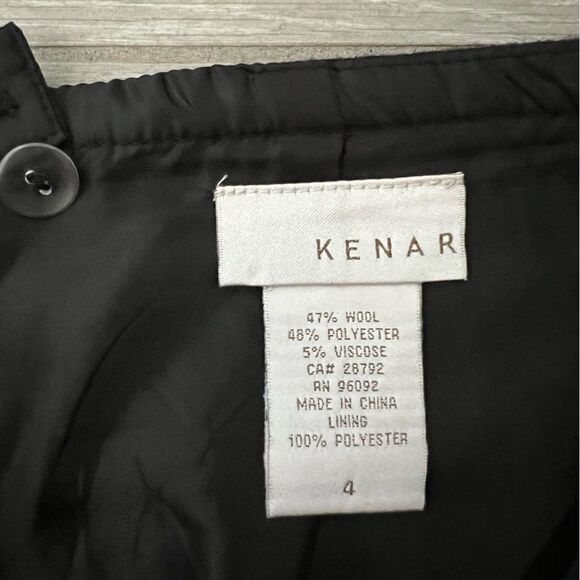 KENAR
47% WOOL
48% POLYESTER
5% VISCOSE
CA# 28792
RN 96092
MADE IN CHINA
LINING
100% POLYESTER
4